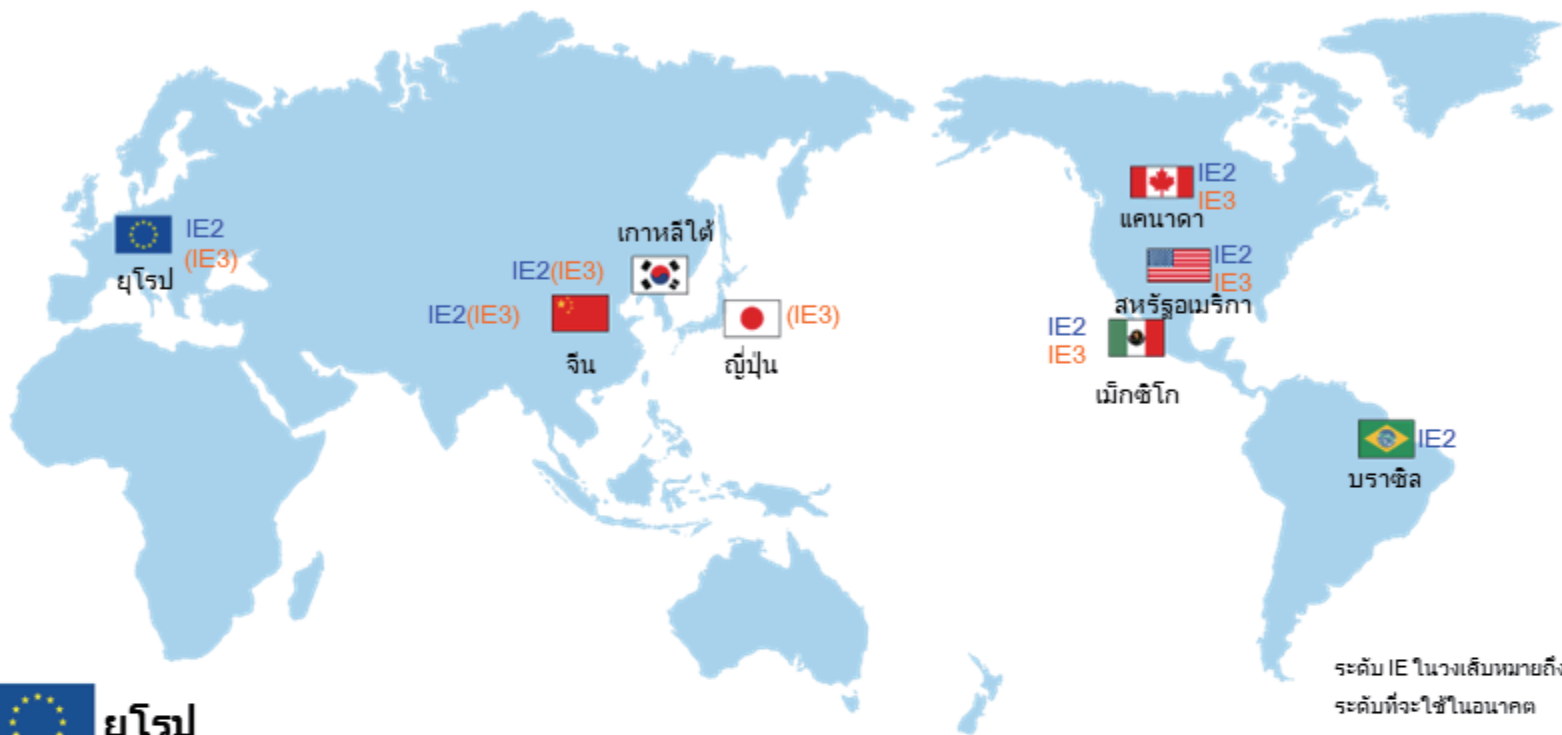 IE2
IE3
แคนาดา
IE2
(IE3)
ยุโรป
เกาหลีใต้
IE2(IE3)
IE2
IE3
สหรัฐอเมริกา
IE2(IE3)
จีน
(IE3)
ญี่ปุ่น
IE2
IE3
เม็กซิโก
IE2
บราซิล
ระดับ IE ในวงเล็บหมายถึง
ระดับที่จะใช้ในอนาคต
ยุโรป